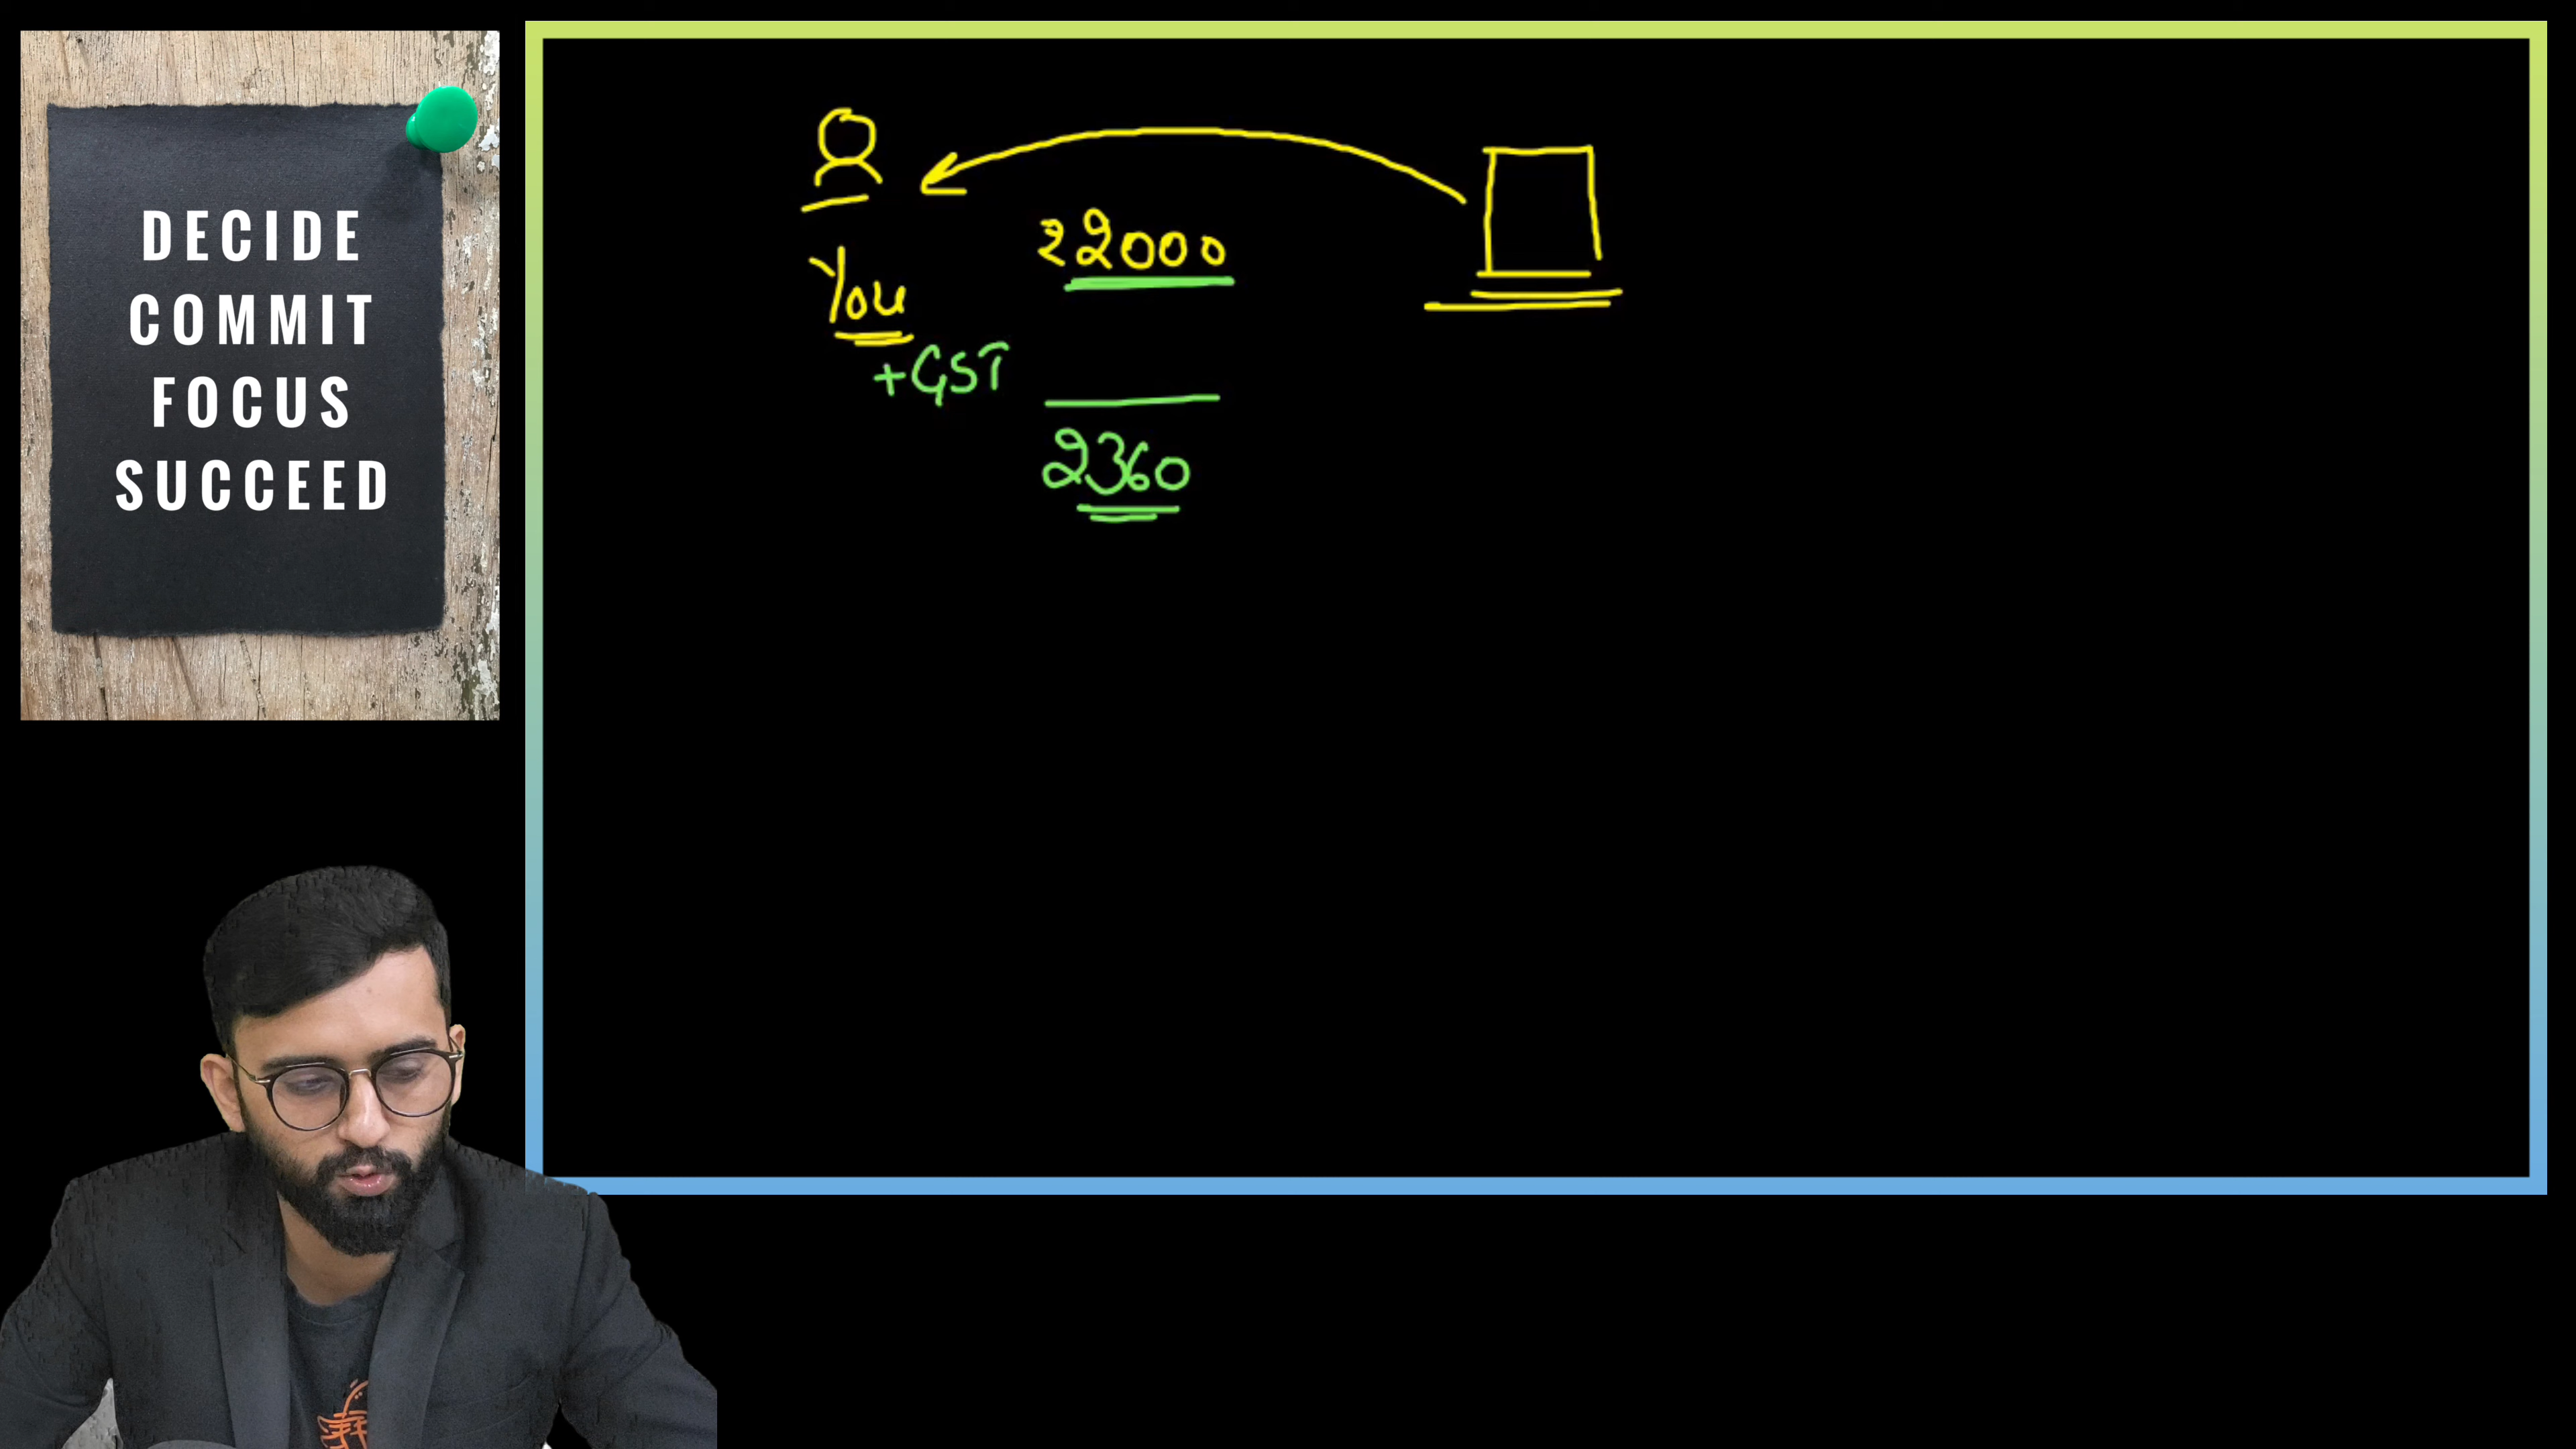 DECIDE
COMMIT
FOCUS
SUCCEED
₹2000
You
+GST
2360